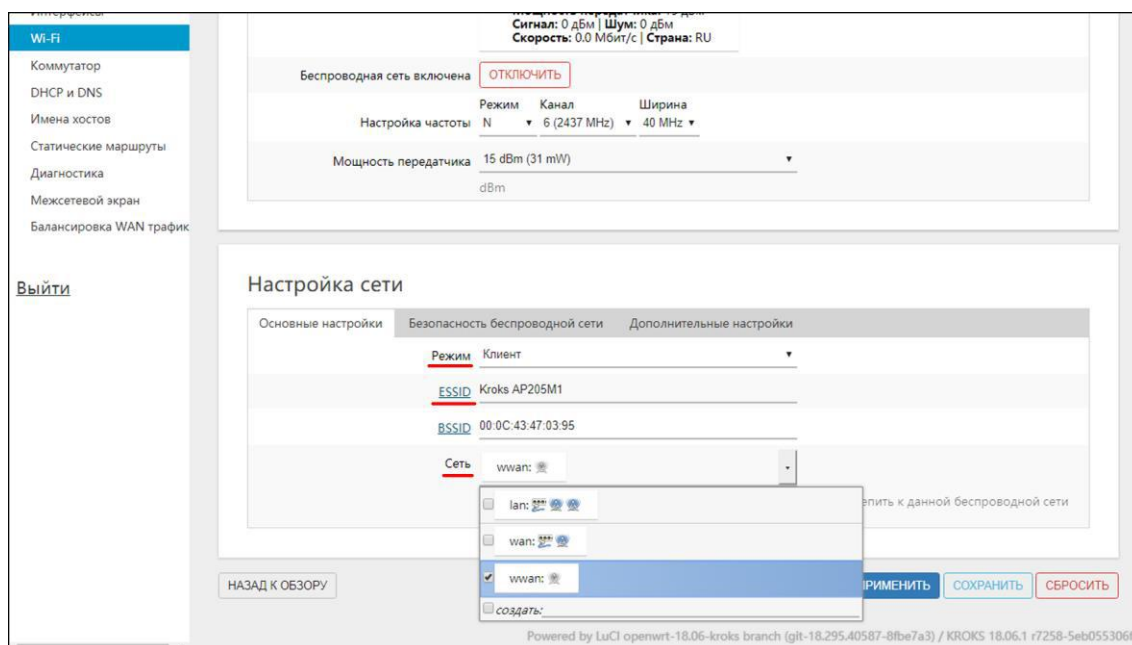 Интерфейсы
Wi-Fi
Коммутатор
DHCP и DNS
Имена хостов
Статические маршруты
Диагностика
Межсетевой экран
Балансировка WAN трафик
Выйти
Сигнал: 0 дБм | Шум: 0 дБм
Скорость: 0.0 Мбит/с | Страна: RU
Беспроводная сеть включена ОТКЛЮЧИТЬ
Режим Канал Ширина
Настройка частоты N 6 (2437 MHz) 40 MHz
Мощность передатчика 15 dBm (31 mW)
dBm
Настройка сети
Основные настройки Безопасность беспроводной сети Дополнительные настройки
Режим Клиент
ESSID Kroks AP205M1
BSSID 00:0C:43:47:03:95
Сеть wwan:
lan:
епить к данной беспроводной сети
wan:
wwan:
создать:
НАЗАД К ОБЗОРУ ПРИМЕНИТЬ СОХРАНИТЬ СБРОСИТЬ
Powered by LuCI openwrt-18.06-kroks branch (git-18.295.40587-8fbe7a3) / KROKS 18.06.1 r7258-5eb055306f